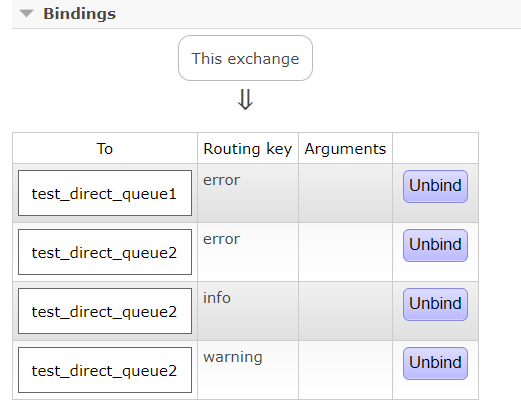 Bindings
This exchange
⇓
To Routing key Arguments
test_direct_queue1 error Unbind
test_direct_queue2 error Unbind
test_direct_queue2 info Unbind
test_direct_queue2 warning Unbind